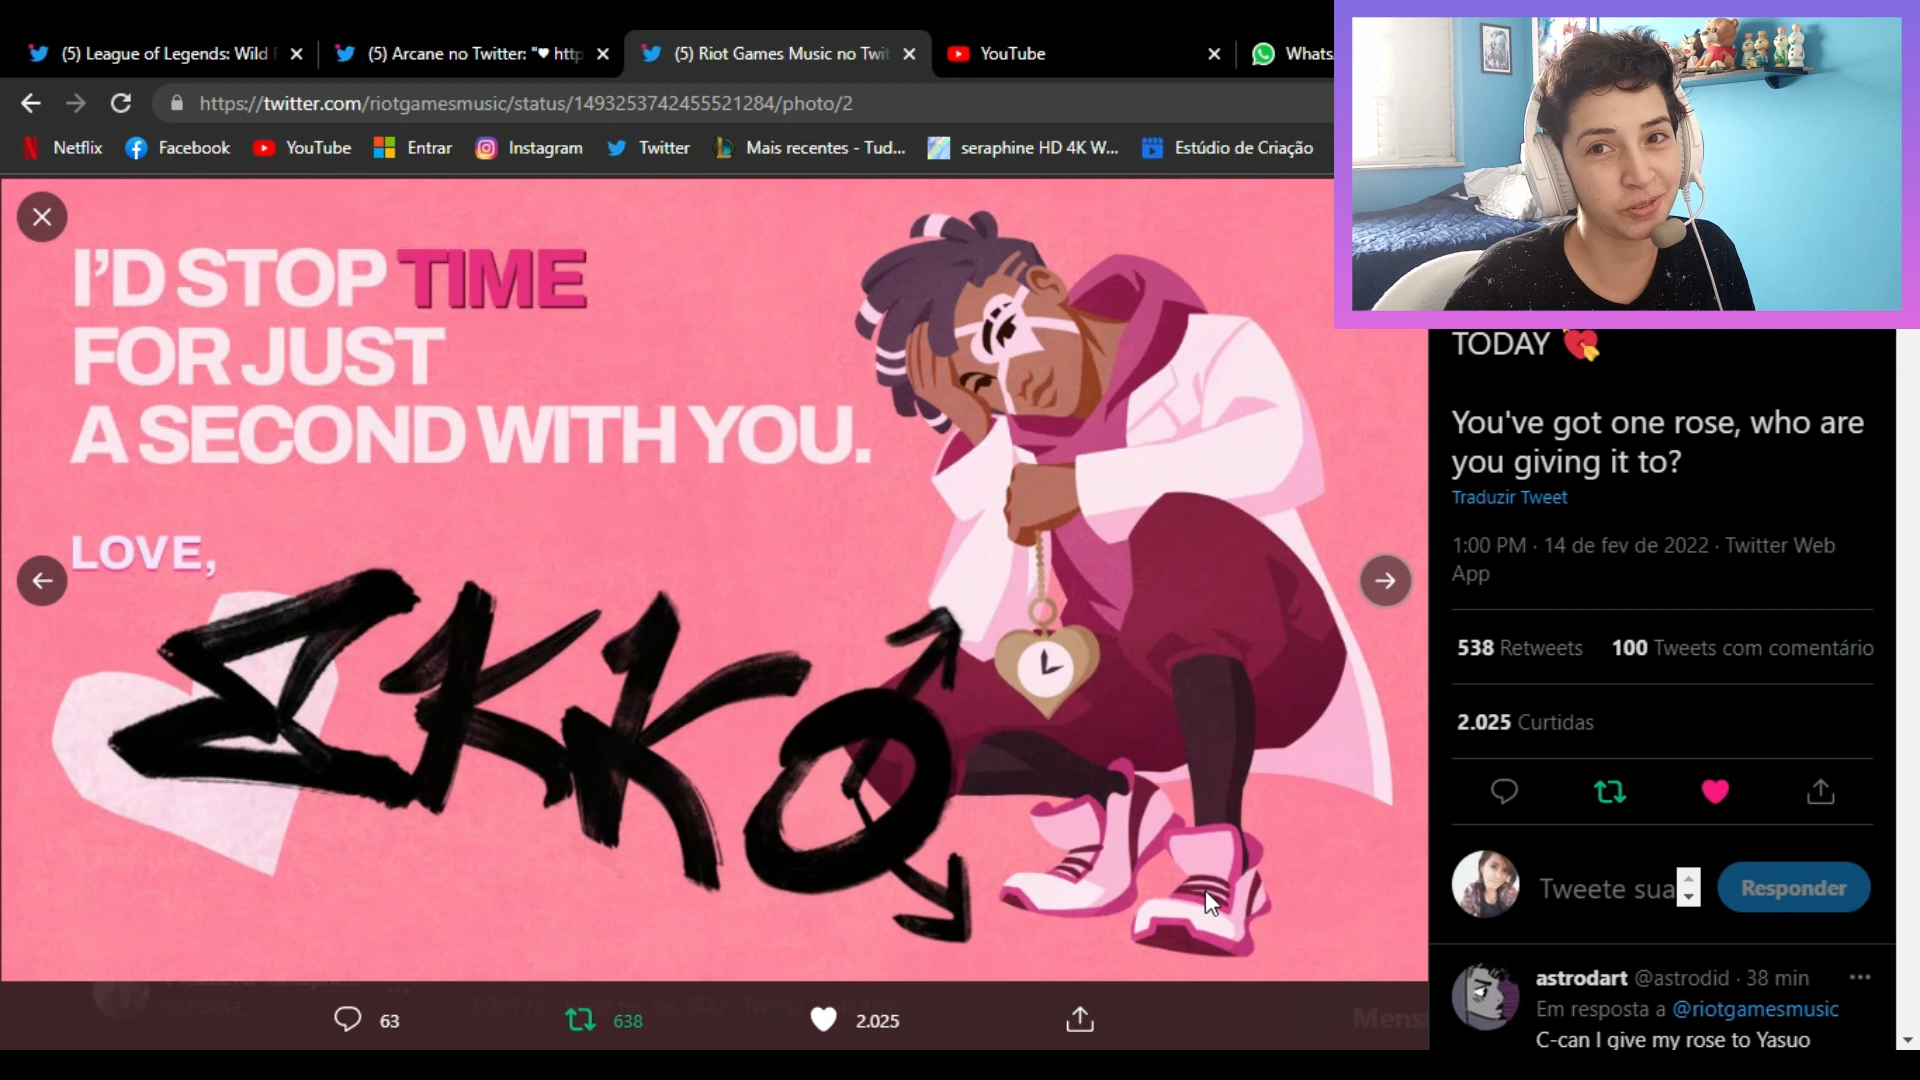 (5) League of Legends: Wild
(5) Arcane no Twitter: "♥ http
(5) Riot Games Music no Twit
YouTube
Whats
https://twitter.com/riotgamesmusic/status/1493253742455521284/photo/2
Netflix
Facebook
YouTube
Entrar
Instagram
Twitter
Mais recentes - Tud...
seraphine HD 4K W...
Estúdio de Criação
I'D STOP TIME
FOR JUST
A SECOND WITH YOU.
LOVE,
EKKO
63
638
2.025
TODAY 💘
You've got one rose, who are
you giving it to?
Traduzir Tweet
1:00 PM · 14 de fev de 2022 · Twitter Web
App
538 Retweets 100 Tweets com comentário
2.025 Curtidas
Tweete sua
Responder
astrodart @astrodid · 38 min
Em resposta a @riotgamesmusic
C-can I give my rose to Yasuo